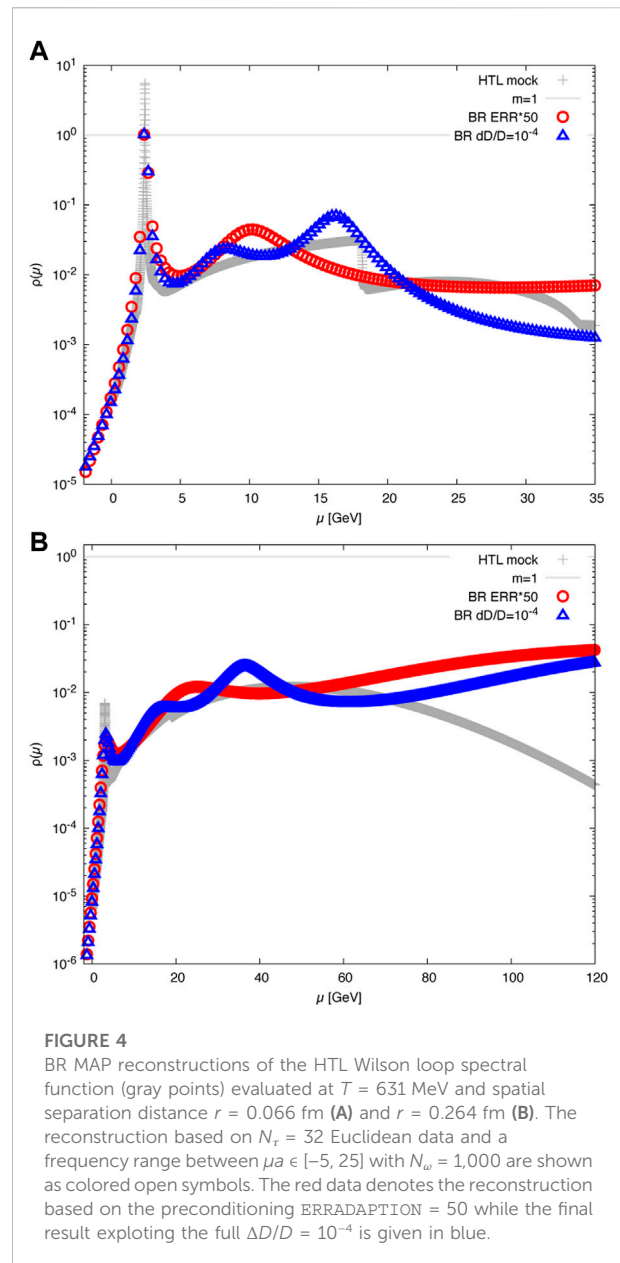 A
10^1
10^0
10^-1
10^-2
10^-3
10^-4
10^-5
ρ(μ)
HTL mock
m=1
BR ERR*50
BR dD/D=10^-4
0 5 10 15 20 25 30 35
μ [GeV]
B
10^0
10^-1
10^-2
10^-3
10^-4
10^-5
10^-6
ρ(μ)
HTL mock
m=1
BR ERR*50
BR dD/D=10^-4
0 20 40 60 80 100 120
μ [GeV]
FIGURE 4
BR MAP reconstructions of the HTL Wilson loop spectral
function (gray points) evaluated at T = 631 MeV and spatial
separation distance r = 0.066 fm (A) and r = 0.264 fm (B). The
reconstruction based on N_τ = 32 Euclidean data and a
frequency range between μa ∈ [−5, 25] with N_ω = 1,000 are shown
as colored open symbols. The red data denotes the reconstruction
based on the preconditioning ERRADAPTION = 50 while the final
result exploting the full ΔD/D = 10^−4 is given in blue.